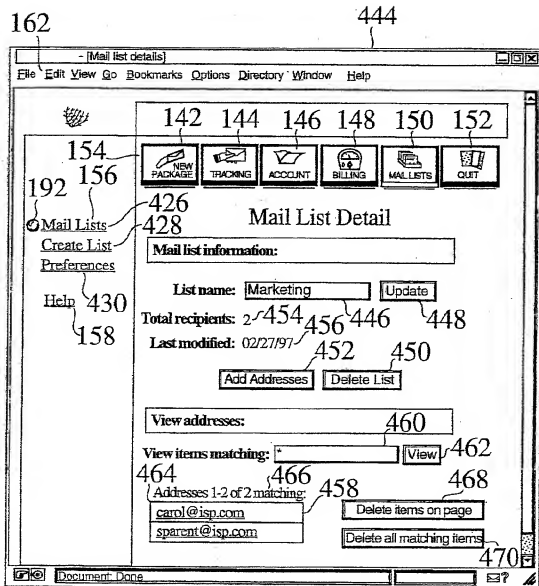 444
162
- [Mail list details]
File Edit View Go Bookmarks Options Directory Window Help
142 144 146 148 150 152
154
NEW PACKAGE TRACKING ACCOUNT BILLING MAIL LISTS QUIT
192 156
426
Mail Lists
428
Create List
Preferences
Help 430
158
Mail List Detail
Mail list information:
List name: Marketing Update
Total recipients: 2 454 446 448
456
Last modified: 02/27/97
452 450
Add Addresses Delete List
View addresses: 460
View items matching: * View 462
464 466 468
Addresses 1-2 of 2 matching: 458
carol@isp.com Delete items on page
sparent@isp.com
Delete all matching items
470
Document: Done ?